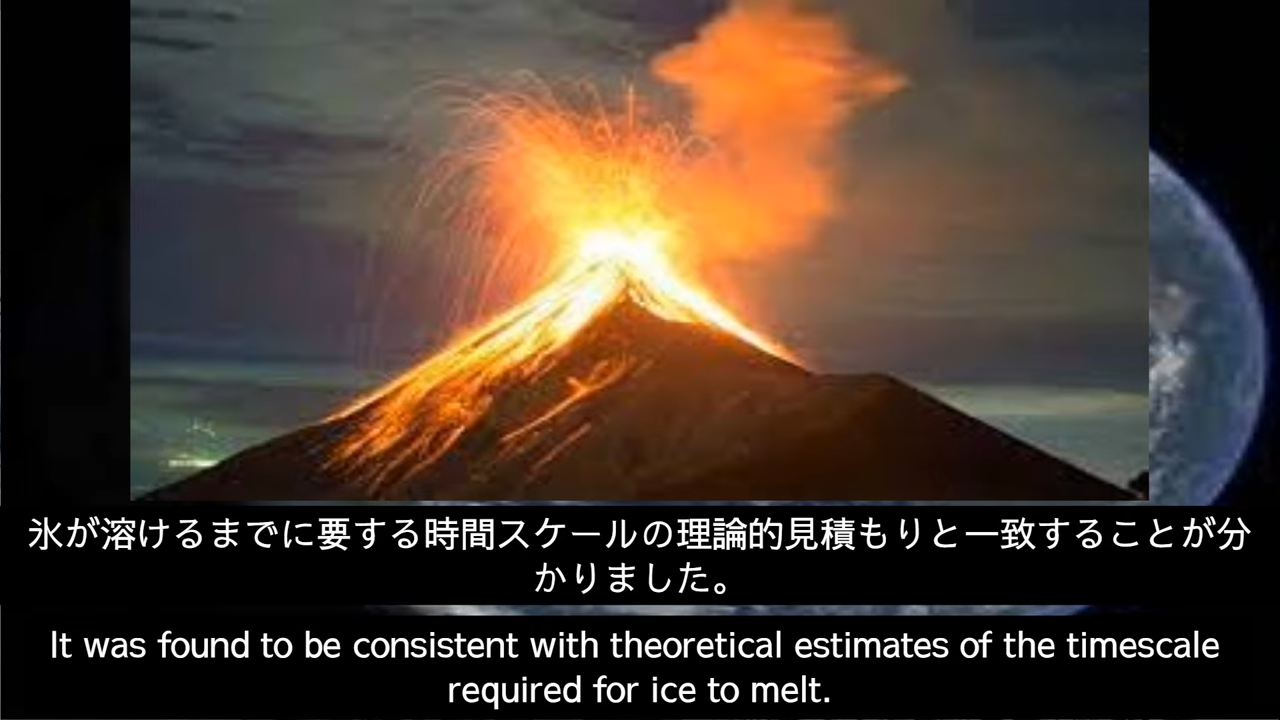 氷が溶けるまでに要する時間スケールの理論的見積もりと一致することが分
かりました。
It was found to be consistent with theoretical estimates of the timescale
required for ice to melt.